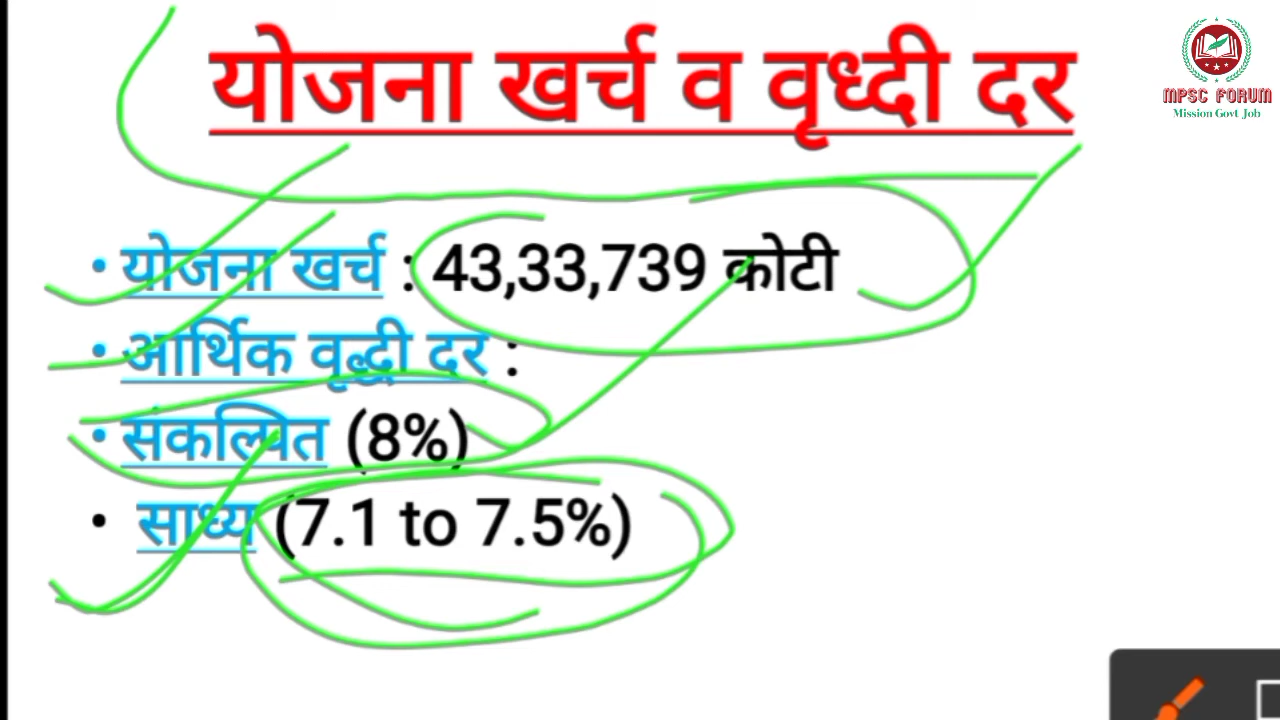 योजना खर्च व वृध्दी दर
MPSC FORUM
Mission Govt Job
• योजना खर्च : 43,33,739 कोटी
• आर्थिक वृद्धी दर :
• संकल्पित (8%)
• साध्य (7.1 to 7.5%)